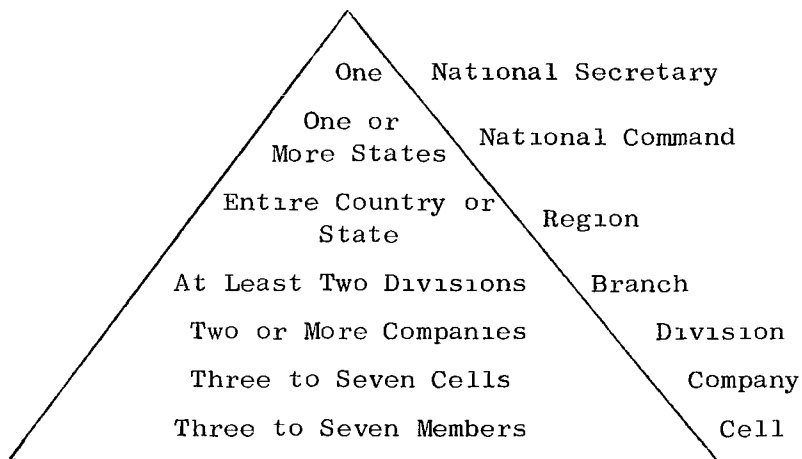 One National Secretary
One or
More States National Command
Entire Country or
State Region
At Least Two Divisions Branch
Two or More Companies Division
Three to Seven Cells Company
Three to Seven Members Cell